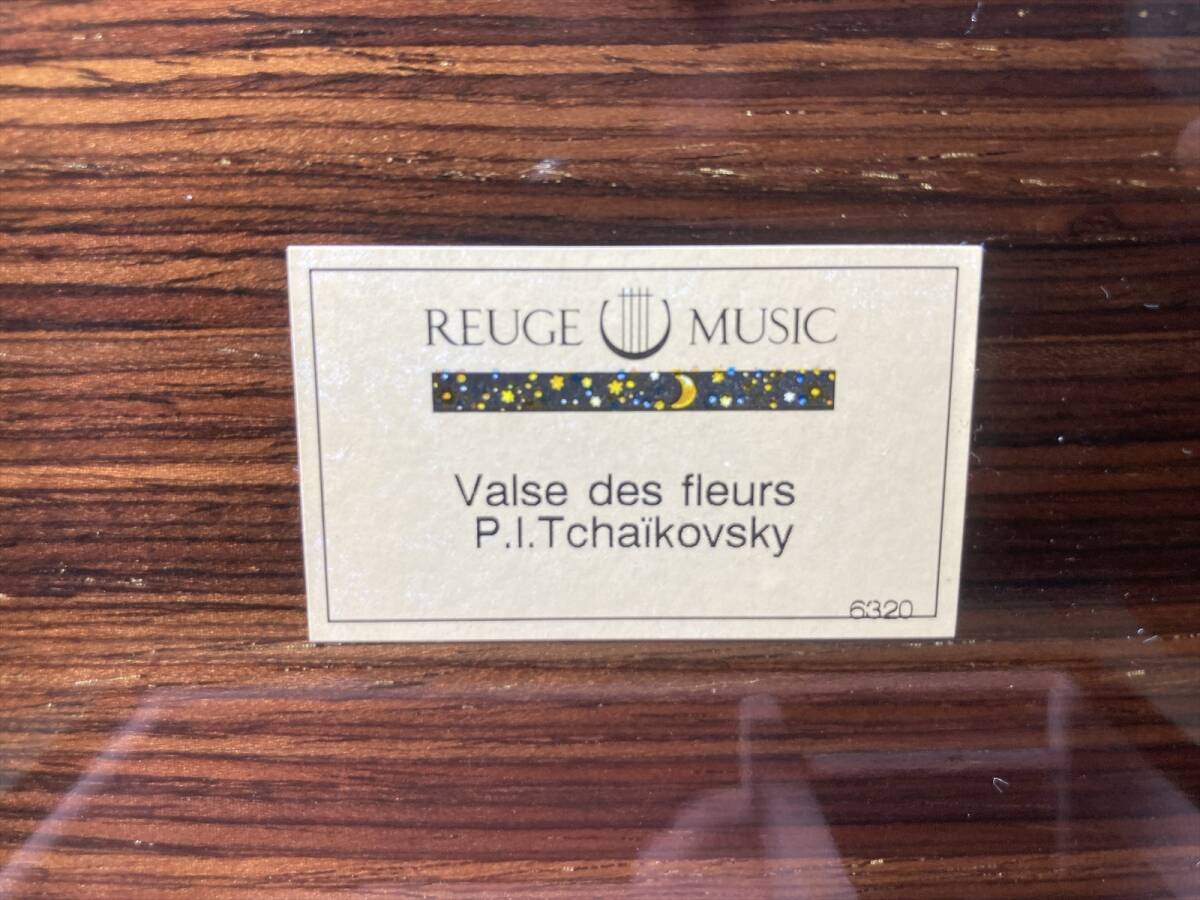 REUGE MUSIC
Valse des fleurs
P.I.Tchaïkovsky
6320